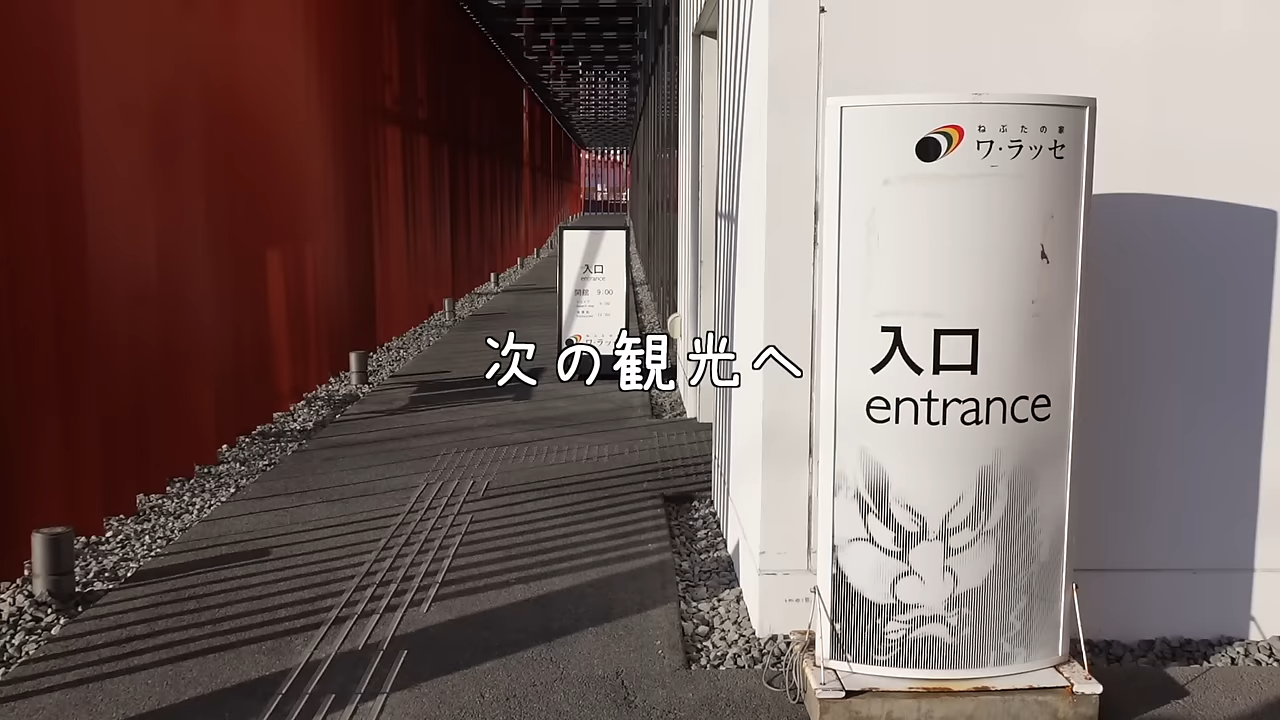 ねぶたの家
ワ・ラッセ
入口
entrance
入口
entrance
開館 9:00
ワ・ラッセ
次の観光へ